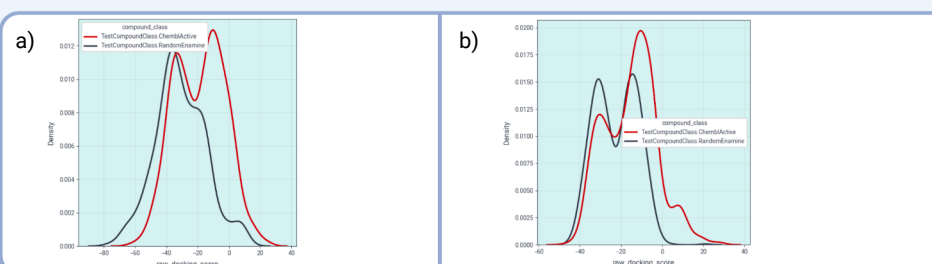 a)
compound_class
TestCompoundClass.ChemblActive
TestCompoundClass.RandomEnamine
0.012
0.010
0.008
0.006
0.004
0.002
0.000
Density
−80 −60 −40 −20 0 20 40
raw_docking_score
b)
0.0200
0.0175
0.0150
0.0125
0.0100
0.0075
0.0050
0.0025
0.0000
Density
compound_class
TestCompoundClass.ChemblActive
TestCompoundClass.RandomEnamine
−60 −40 −20 0 20 40
raw_docking_score